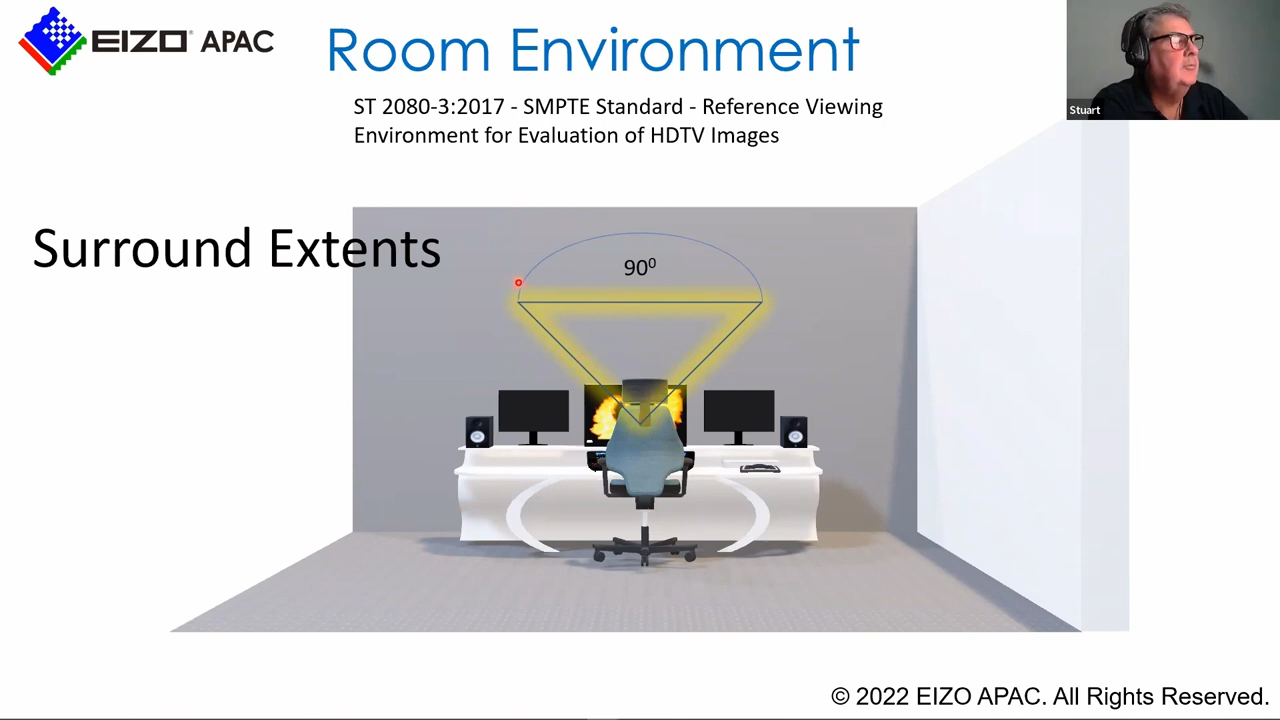 EIZO APAC
Room Environment
Stuart
ST 2080-3:2017 - SMPTE Standard - Reference Viewing
Environment for Evaluation of HDTV Images
Surround Extents
90⁰
© 2022 EIZO APAC. All Rights Reserved.